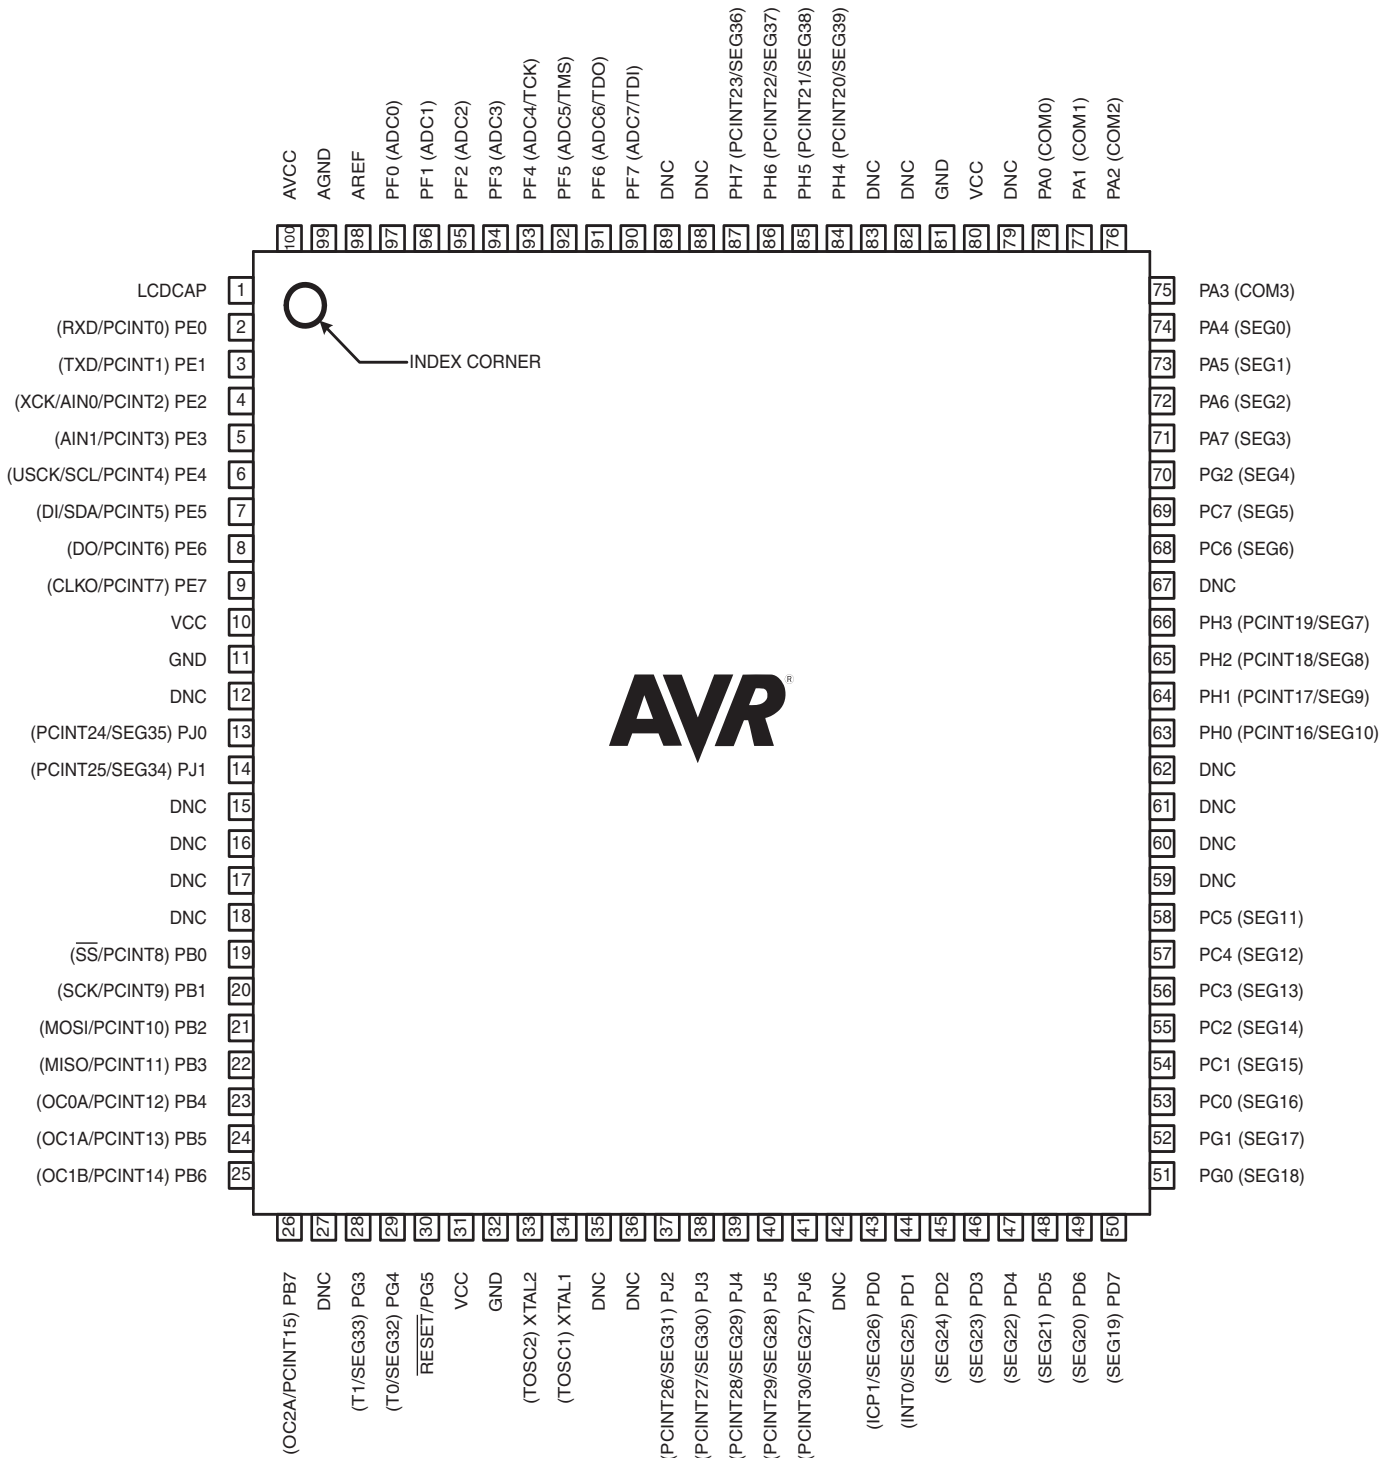 AVCC
AGND
AREF
PF0 (ADC0)
PF1 (ADC1)
PF2 (ADC2)
PF3 (ADC3)
PF4 (ADC4/TCK)
PF5 (ADC5/TMS)
PF6 (ADC6/TDO)
PF7 (ADC7/TDI)
DNC
DNC
PH7 (PCINT23/SEG36)
PH6 (PCINT22/SEG37)
PH5 (PCINT21/SEG38)
PH4 (PCINT20/SEG39)
DNC
DNC
GND
VCC
DNC
PA0 (COM0)
PA1 (COM1)
PA2 (COM2)
100 99 98 97 96 95 94 93 92 91 90 89 88 87 86 85 84 83 82 81 80 79 78 77 76
LCDCAP 1
(RXD/PCINT0) PE0 2
(TXD/PCINT1) PE1 3
(XCK/AIN0/PCINT2) PE2 4
(AIN1/PCINT3) PE3 5
(USCK/SCL/PCINT4) PE4 6
(DI/SDA/PCINT5) PE5 7
(DO/PCINT6) PE6 8
(CLKO/PCINT7) PE7 9
VCC 10
GND 11
DNC 12
(PCINT24/SEG35) PJ0 13
(PCINT25/SEG34) PJ1 14
DNC 15
DNC 16
DNC 17
DNC 18
(SS/PCINT8) PB0 19
(SCK/PCINT9) PB1 20
(MOSI/PCINT10) PB2 21
(MISO/PCINT11) PB3 22
(OC0A/PCINT12) PB4 23
(OC1A/PCINT13) PB5 24
(OC1B/PCINT14) PB6 25
INDEX CORNER
AVR®
75 PA3 (COM3)
74 PA4 (SEG0)
73 PA5 (SEG1)
72 PA6 (SEG2)
71 PA7 (SEG3)
70 PG2 (SEG4)
69 PC7 (SEG5)
68 PC6 (SEG6)
67 DNC
66 PH3 (PCINT19/SEG7)
65 PH2 (PCINT18/SEG8)
64 PH1 (PCINT17/SEG9)
63 PH0 (PCINT16/SEG10)
62 DNC
61 DNC
60 DNC
59 DNC
58 PC5 (SEG11)
57 PC4 (SEG12)
56 PC3 (SEG13)
55 PC2 (SEG14)
54 PC1 (SEG15)
53 PC0 (SEG16)
52 PG1 (SEG17)
51 PG0 (SEG18)
26 27 28 29 30 31 32 33 34 35 36 37 38 39 40 41 42 43 44 45 46 47 48 49 50
(OC2A/PCINT15) PB7
DNC
(T1/SEG33) PG3
(T0/SEG32) PG4
RESET/PG5
VCC
GND
(TOSC2) XTAL2
(TOSC1) XTAL1
DNC
DNC
(PCINT26/SEG31) PJ2
(PCINT27/SEG30) PJ3
(PCINT28/SEG29) PJ4
(PCINT29/SEG28) PJ5
(PCINT30/SEG27) PJ6
DNC
(ICP1/SEG26) PD0
(INT0/SEG25) PD1
(SEG24) PD2
(SEG23) PD3
(SEG22) PD4
(SEG21) PD5
(SEG20) PD6
(SEG19) PD7